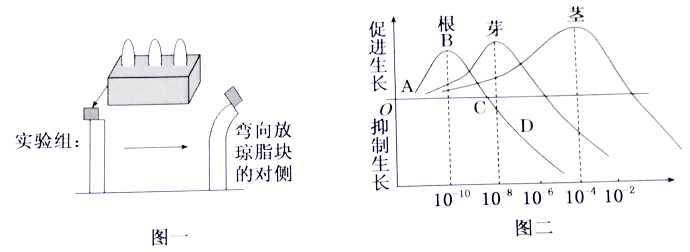 实验组：
弯向放
琼脂块
的对侧
图一
促进生长
抑制生长
根
芽
茎
A
B
C
D
O
10⁻¹⁰ 10⁻⁸ 10⁻⁶ 10⁻⁴ 10⁻²
图二